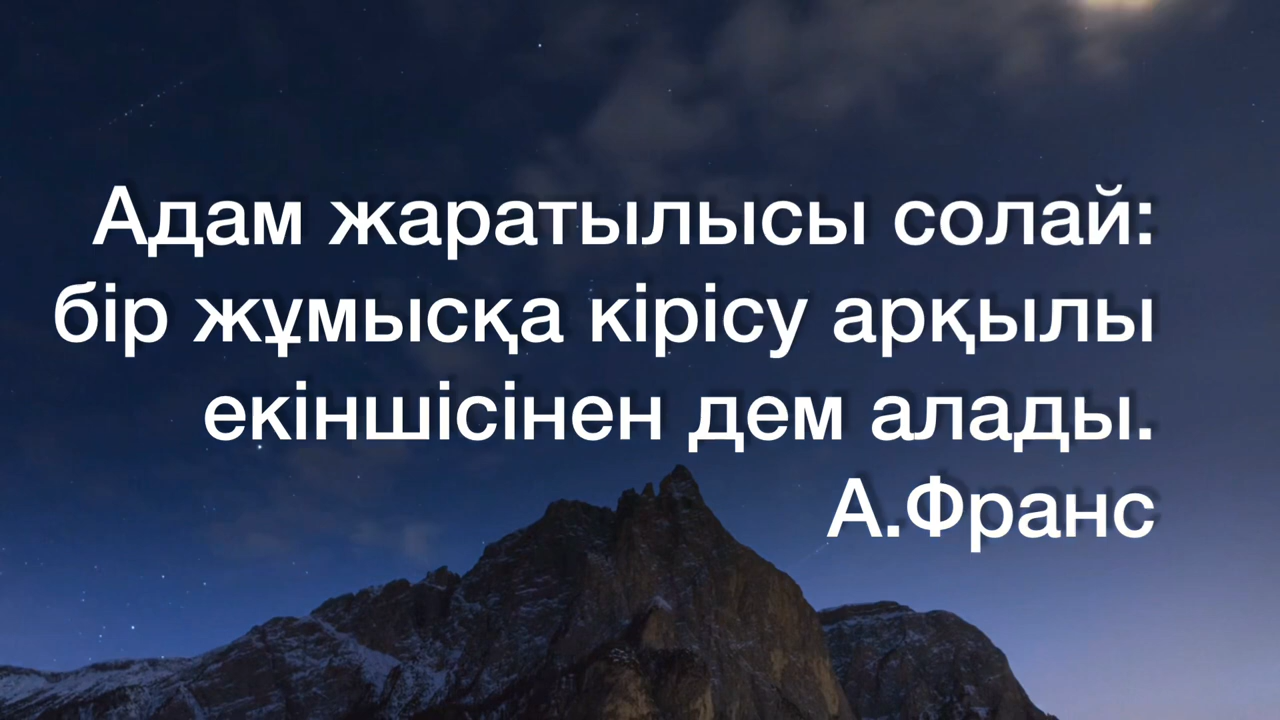 Адам жаратылысы солай:
бір жұмысқа кірісу арқылы
екіншісінен дем алады.
А.Франс